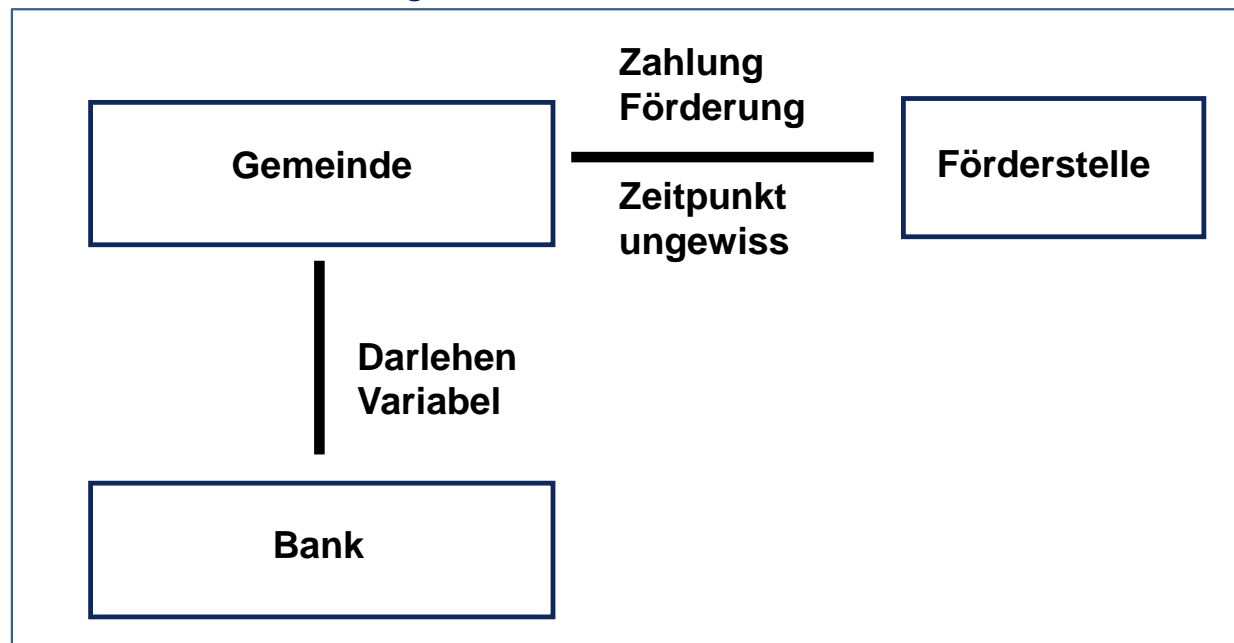 Zahlung
Förderung
Gemeinde
Förderstelle
Zeitpunkt
ungewiss
Darlehen
Variabel
Bank